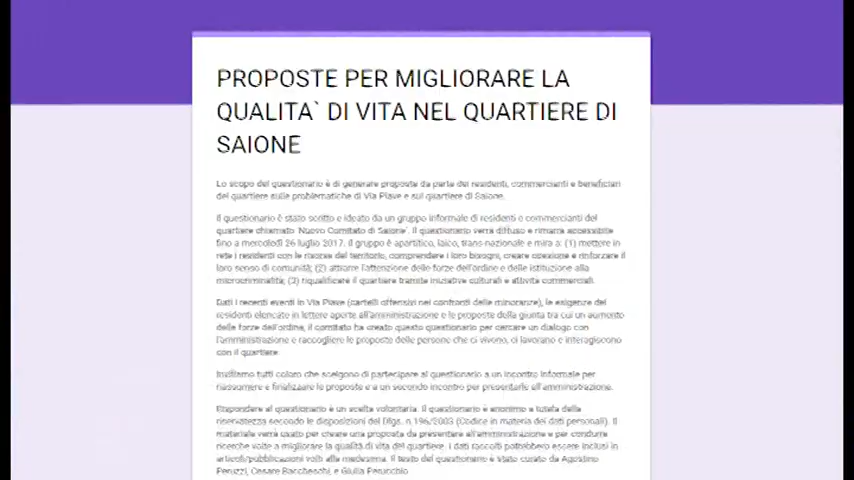 PROPOSTE PER MIGLIORARE LA
QUALITA` DI VITA NEL QUARTIERE DI
SAIONE
Lo scopo del questionario è di generare proposte da parte dei residenti, commercianti e beneficiari
del quartiere sulle problematiche di Via Piave e sul quartiere di Saione.
Il questionario è stato scritto e ideato da un gruppo informale di residenti e commercianti del
quartiere chiamato 'Nuovo Comitato di Saione'. Il questionario verrà diffuso e rimarrà accessibile
fino a mercoledì 26 luglio 2017. Il gruppo è apartitico, laico, trans-nazionale e mira a: (1) mettere in
rete i residenti con le risorse del territorio, comprendere i loro bisogni, creare coesione e rinforzare il
loro senso di comunità; (2) attirare l'attenzione delle forze dell'ordine e delle istituzione alla
microcriminalità; (3) riqualificare il quartiere tramite iniziative culturali e attività commerciali.
Dati i recenti eventi in Via Piave (cartelli offensivi nei confronti delle minoranze), le esigenze dei
residenti elencate in lettere aperte all'amministrazione e le proposte della giunta tra cui un aumento
delle forze dell'ordine, il comitato ha creato questo questionario per cercare un dialogo con
l'amministrazione e raccogliere le proposte delle persone che ci vivono, ci lavorano e interagiscono
con il quartiere.
Invitiamo tutti coloro che scelgono di partecipare al questionario a un incontro informale per
riassumere e finalizzare le proposte e a un secondo incontro per presentarle all'amministrazione.
Rispondere al questionario è un scelta volontaria. Il questionario è anonimo a tutela della
riservatezza secondo le disposizioni del Dlgs. n.196/2003 (Codice in materia dei dati personali). Il
materiale verrà usato per creare una proposta da presentare all'amministrazione e per condurre
ricerche volte a migliorare la qualità di vita del quartiere. I dati raccolti potrebbero essere inclusi in
articoli/pubblicazioni volti alla medesima. Il testo del questionario è stato curato da Agostino
Peruzzi, Cesare Baccheschi, e Giulia Perucchio